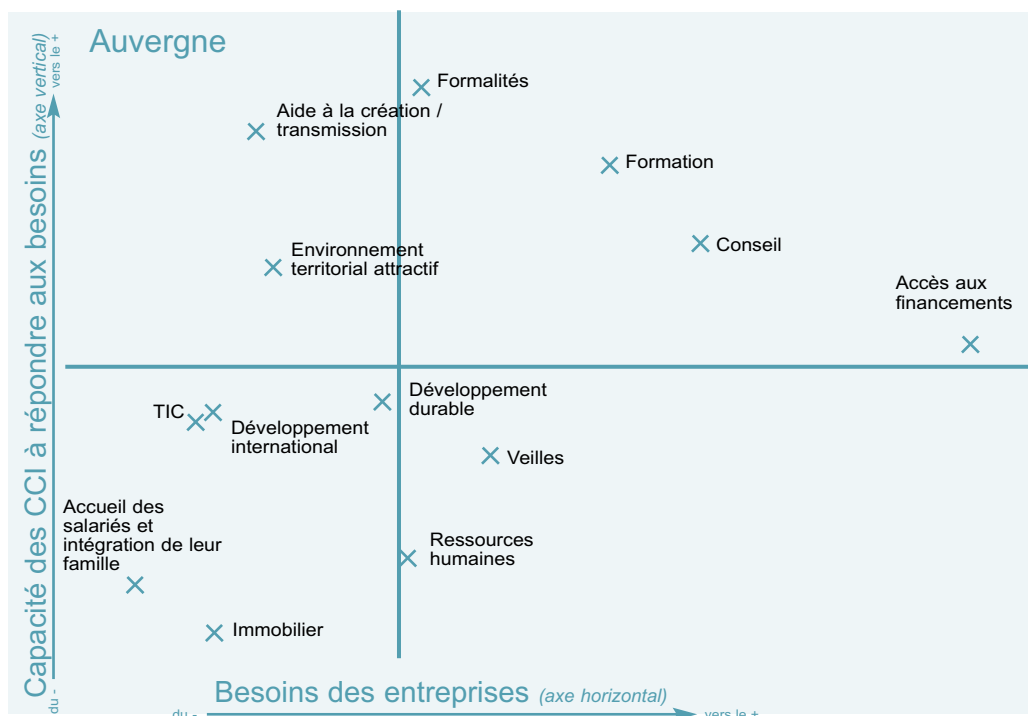 Auvergne
Capacité des CCI à répondre aux besoins (axe vertical)
du -
vers le +
Formalités
Aide à la création /
transmission
Formation
Conseil
Environnement
territorial attractif
Accès aux
financements
Développement
durable
TIC
Développement
international
Veilles
Accueil des
salariés et
intégration de leur
famille
Ressources
humaines
Immobilier
Besoins des entreprises (axe horizontal)
du -
vers le +